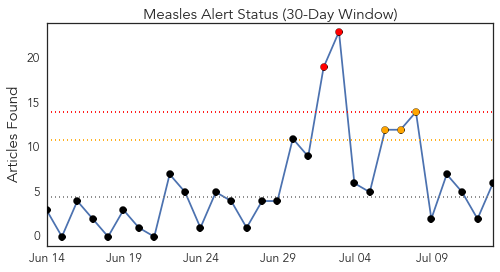 Measles Alert Status (30-Day Window)
Articles Found
20
15
10
5
0
Jun 14 Jun 19 Jun 24 Jun 29 Jul 04 Jul 09